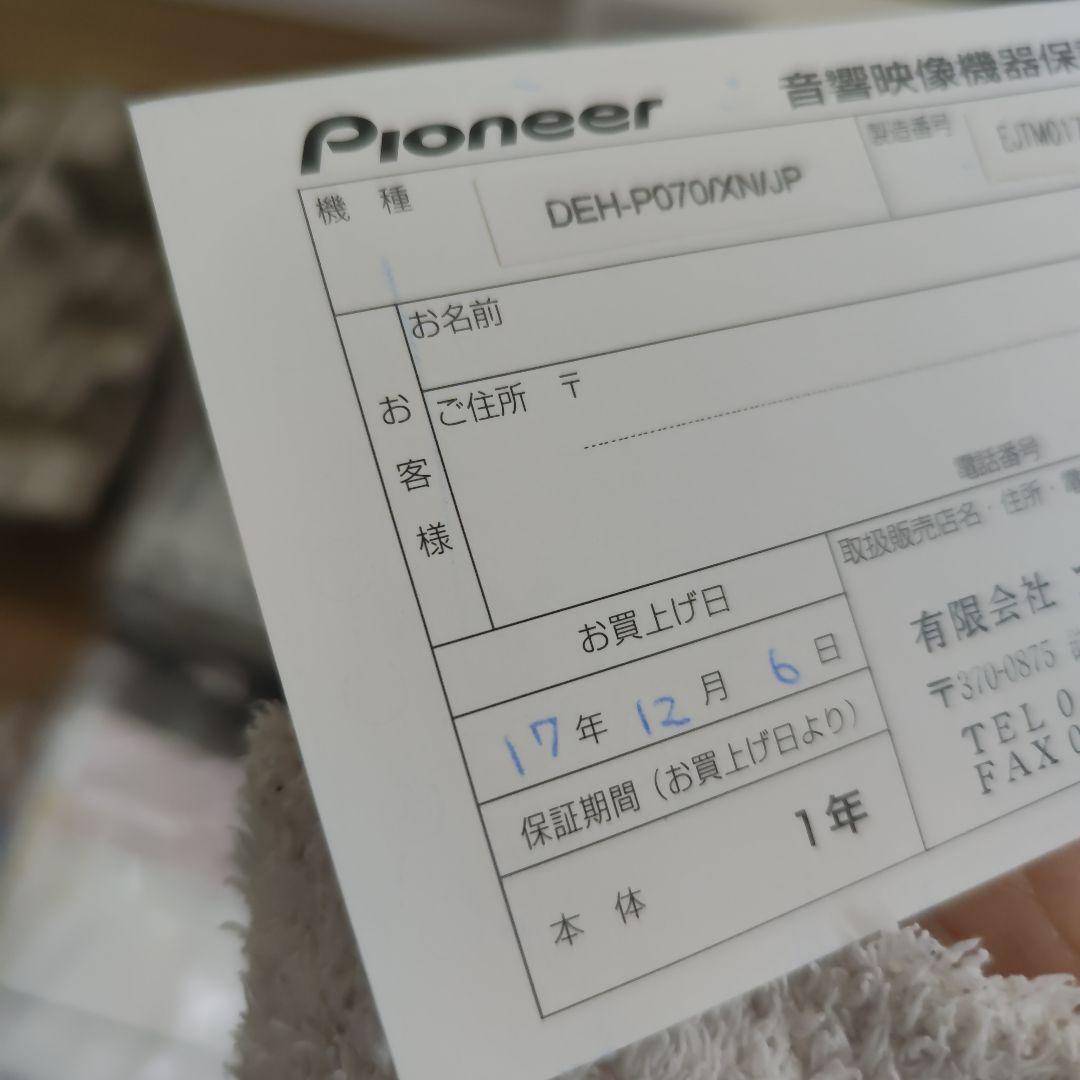 Pioneer 音響映像機器保
機種 DEH-P070/XN/JP 製造番号 EJTM017
お客様
お名前
ご住所 〒
電話番号
お買上げ日
17年 12月 6日
保証期間（お買上げ日より）
本体 1年
取扱販売店名・住所・電
有限会社
〒370-0875
TEL 0
FAX 0